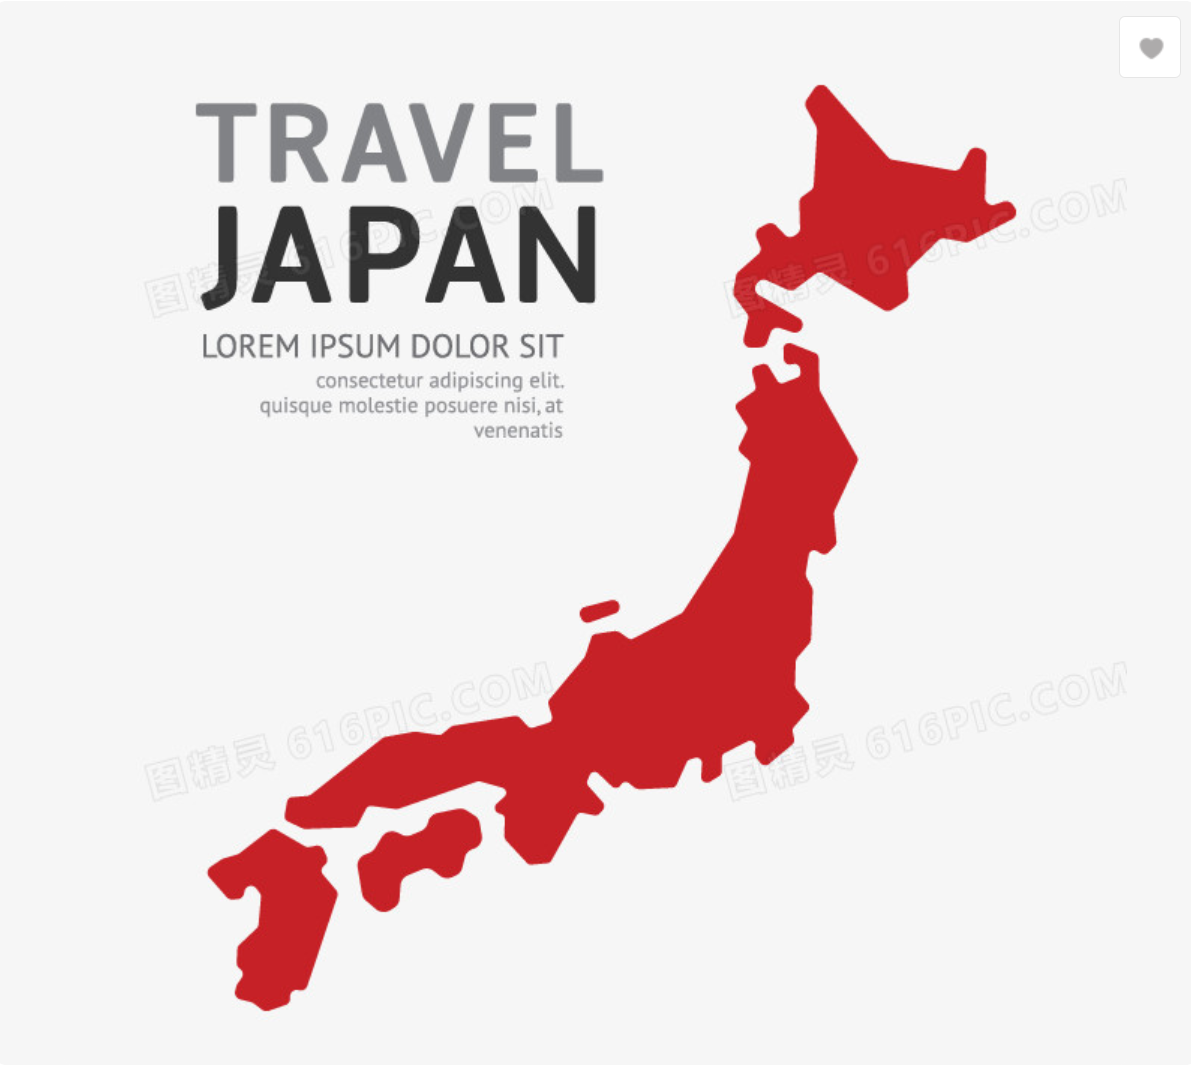 TRAVEL
JAPAN
LOREM IPSUM DOLOR SIT
consectetur adipiscing elit.
quisque molestie posuere nisi, at
venenatis
图精灵 616PIC.COM
图精灵 616PIC.COM
图精灵 616PIC.COM
图精灵 616PIC.COM